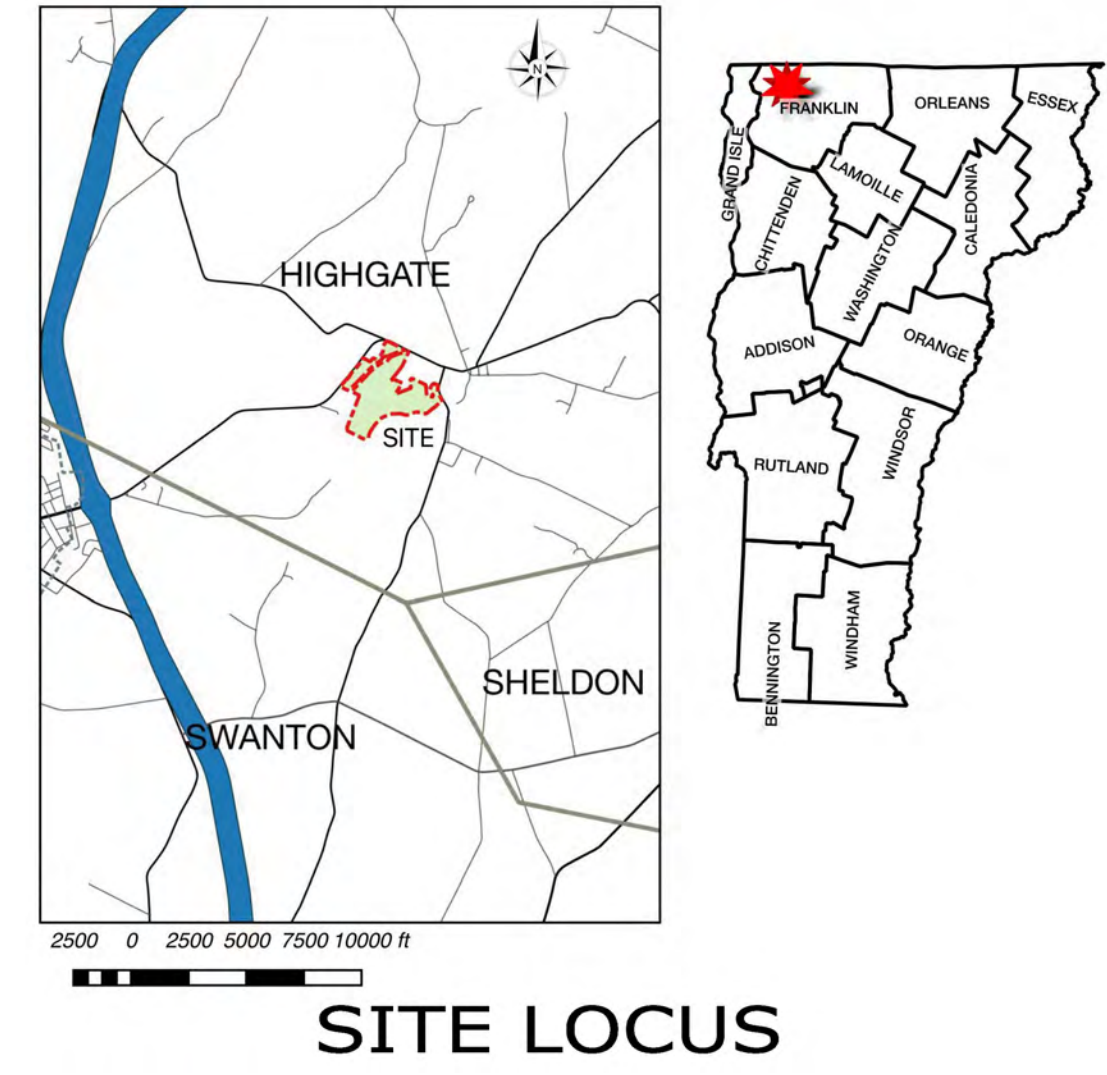 N
HIGHGATE
SITE
SHELDON
SWANTON
2500 0 2500 5000 7500 10000 ft
FRANKLIN
ORLEANS
ESSEX
GRAND ISLE
LAMOILLE
CHITTENDEN
CALEDONIA
WASHINGTON
ADDISON
ORANGE
RUTLAND
WINDSOR
BENNINGTON
WINDHAM
SITE LOCUS